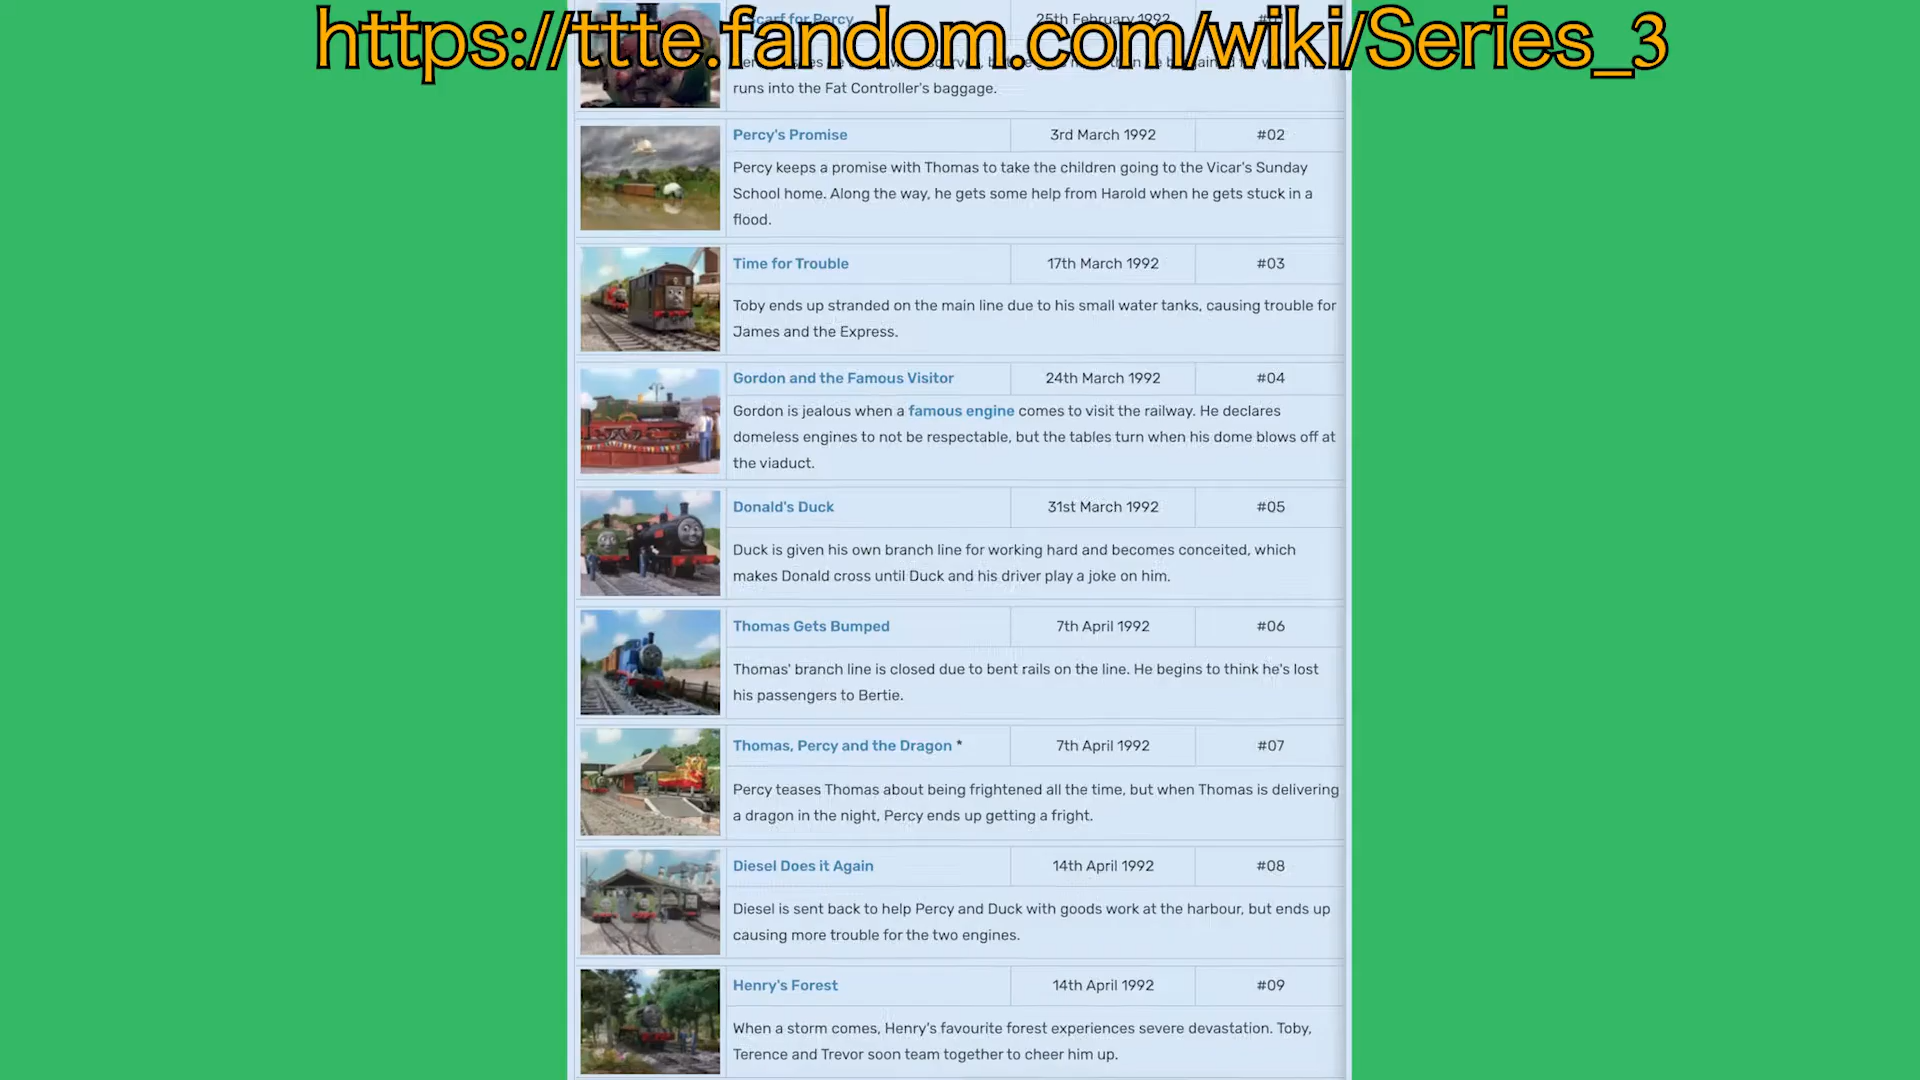 https://ttte.fandom.com/wiki/Series_3
Scarf for Percy 25th February 1992
runs into the Fat Controller's baggage.
Percy's Promise 3rd March 1992 #02
Percy keeps a promise with Thomas to take the children going to the Vicar's Sunday
School home. Along the way, he gets some help from Harold when he gets stuck in a
flood.
Time for Trouble 17th March 1992 #03
Toby ends up stranded on the main line due to his small water tanks, causing trouble for
James and the Express.
Gordon and the Famous Visitor 24th March 1992 #04
Gordon is jealous when a famous engine comes to visit the railway. He declares
domeless engines to not be respectable, but the tables turn when his dome blows off at
the viaduct.
Donald's Duck 31st March 1992 #05
Duck is given his own branch line for working hard and becomes conceited, which
makes Donald cross until Duck and his driver play a joke on him.
Thomas Gets Bumped 7th April 1992 #06
Thomas' branch line is closed due to bent rails on the line. He begins to think he's lost
his passengers to Bertie.
Thomas, Percy and the Dragon * 7th April 1992 #07
Percy teases Thomas about being frightened all the time, but when Thomas is delivering
a dragon in the night, Percy ends up getting a fright.
Diesel Does it Again 14th April 1992 #08
Diesel is sent back to help Percy and Duck with goods work at the harbour, but ends up
causing more trouble for the two engines.
Henry's Forest 14th April 1992 #09
When a storm comes, Henry's favourite forest experiences severe devastation. Toby,
Terence and Trevor soon team together to cheer him up.